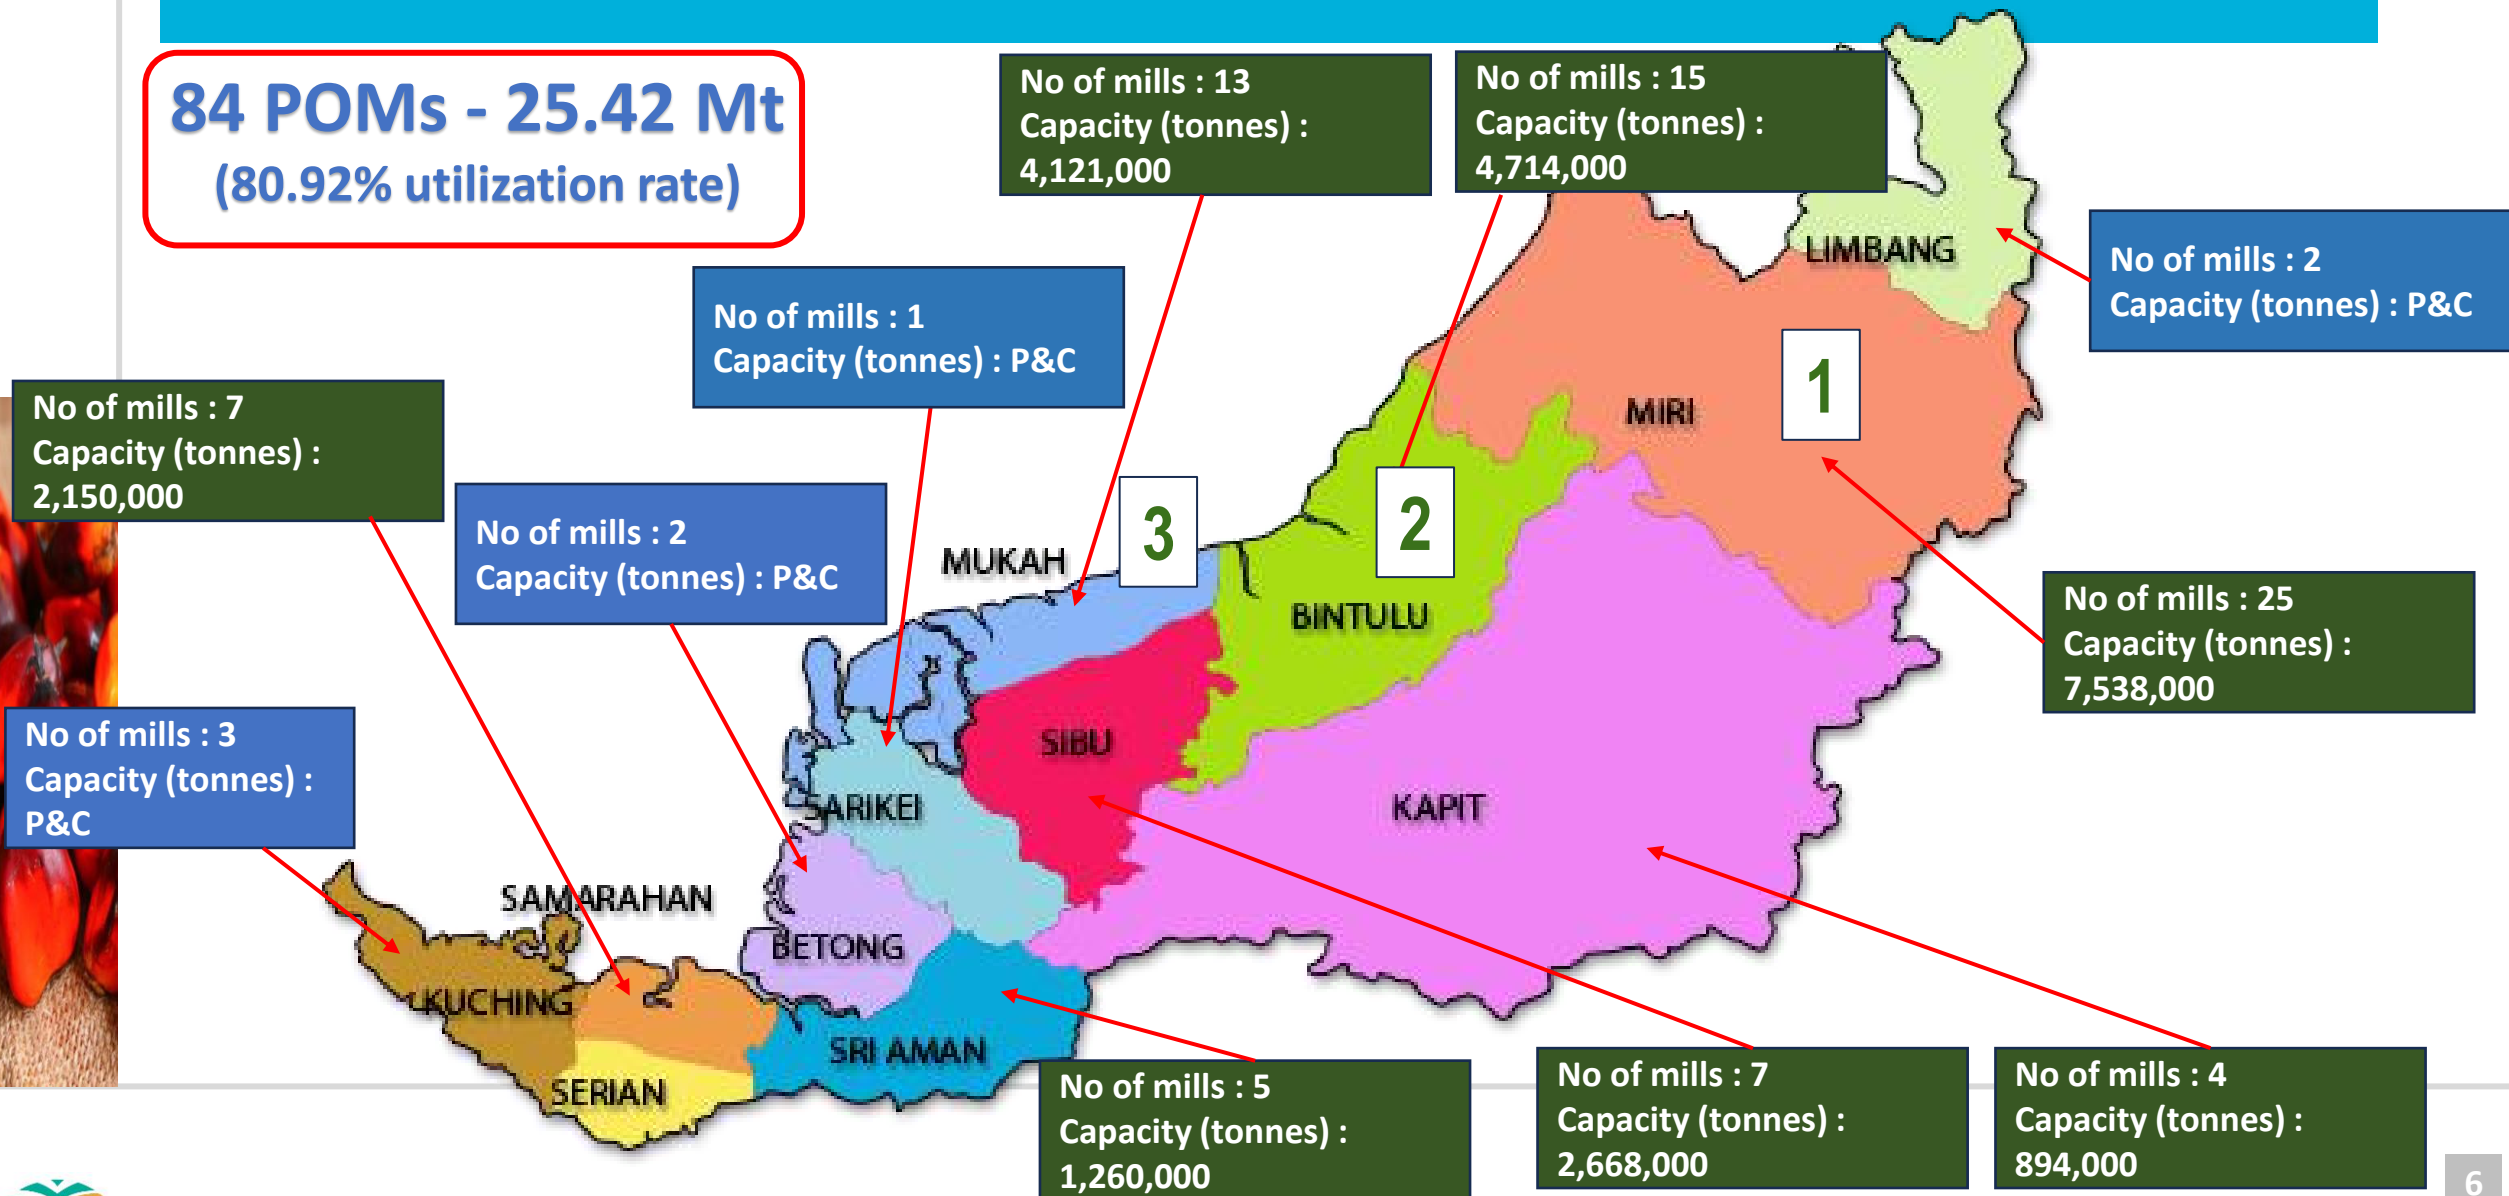 84 POMs - 25.42 Mt
(80.92% utilization rate)
No of mills : 13
Capacity (tonnes) :
4,121,000
No of mills : 15
Capacity (tonnes) :
4,714,000
LIMBANG
No of mills : 2
Capacity (tonnes) : P&C
No of mills : 1
Capacity (tonnes) : P&C
1
MIRI
No of mills : 7
Capacity (tonnes) :
2,150,000
No of mills : 2
Capacity (tonnes) : P&C
3
2
MUKAH
BINTULU
No of mills : 25
Capacity (tonnes) :
7,538,000
No of mills : 3
Capacity (tonnes) :
P&C
SIBU
SARIKEI
KAPIT
SAMARAHAN
BETONG
KUCHING
SRI AMAN
SERIAN
No of mills : 5
Capacity (tonnes) :
1,260,000
No of mills : 7
Capacity (tonnes) :
2,668,000
No of mills : 4
Capacity (tonnes) :
894,000
6